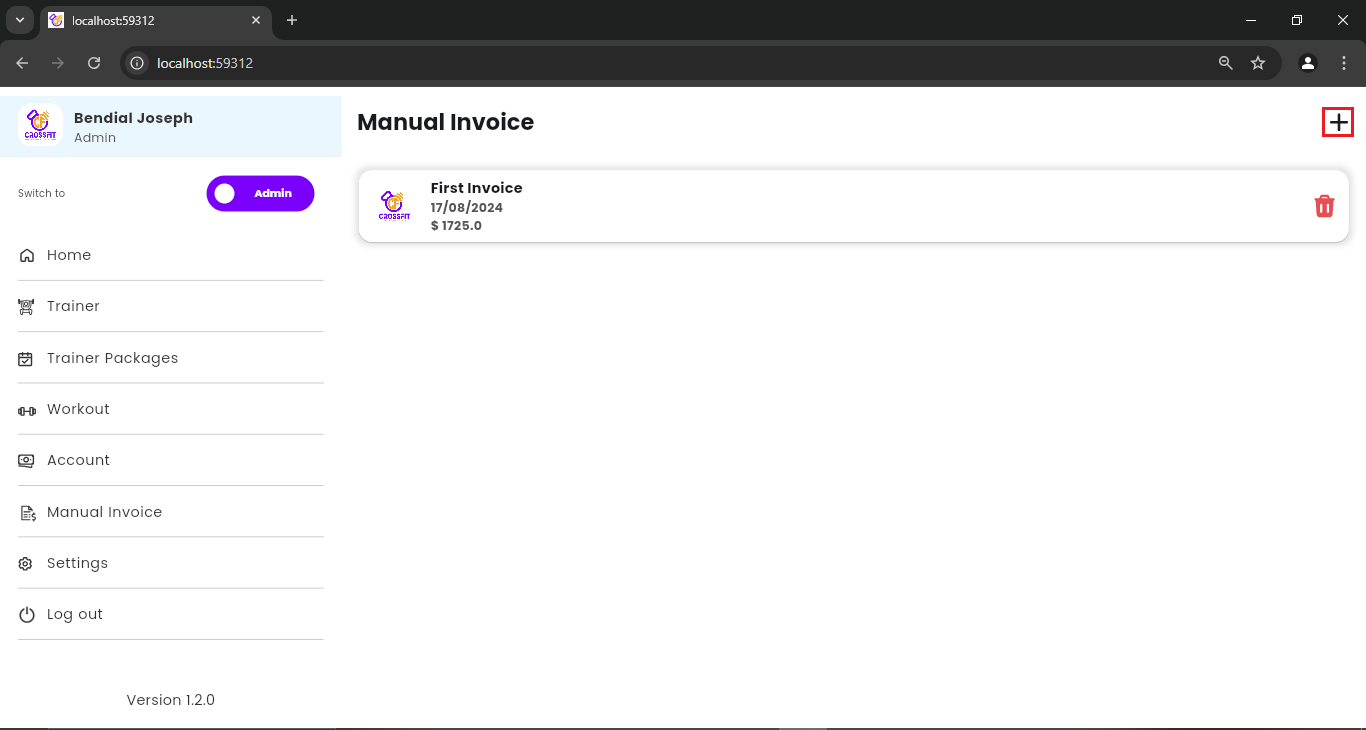 localhost:59312
localhost:59312
CROSSFIT
Bendial Joseph
Admin
Switch to
Admin
Home
Trainer
Trainer Packages
Workout
Account
Manual Invoice
Settings
Log out
Version 1.2.0
Manual Invoice
CROSSFIT
First Invoice
17/08/2024
$ 1725.0